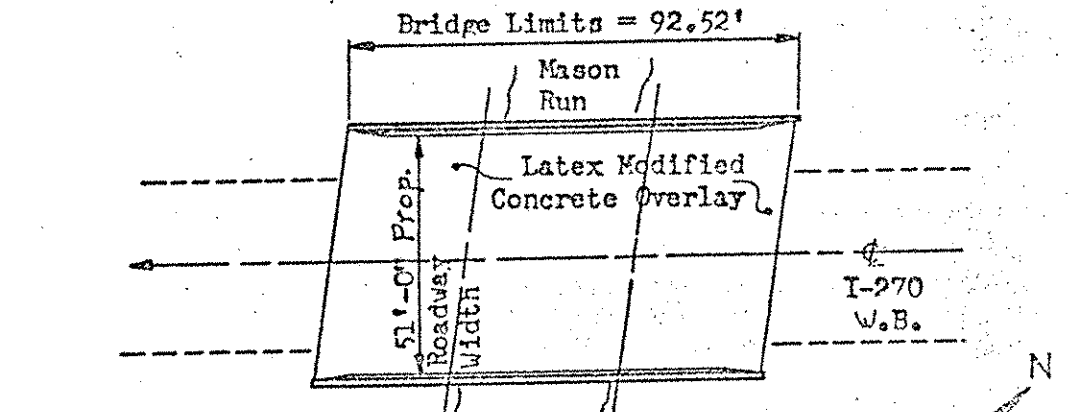 Bridge Limits = 92.52'
Mason
Run
Latex Modified
Concrete Overlay
51'-0" Prop.
Roadway
Width
℄
I-270
W.B.
N